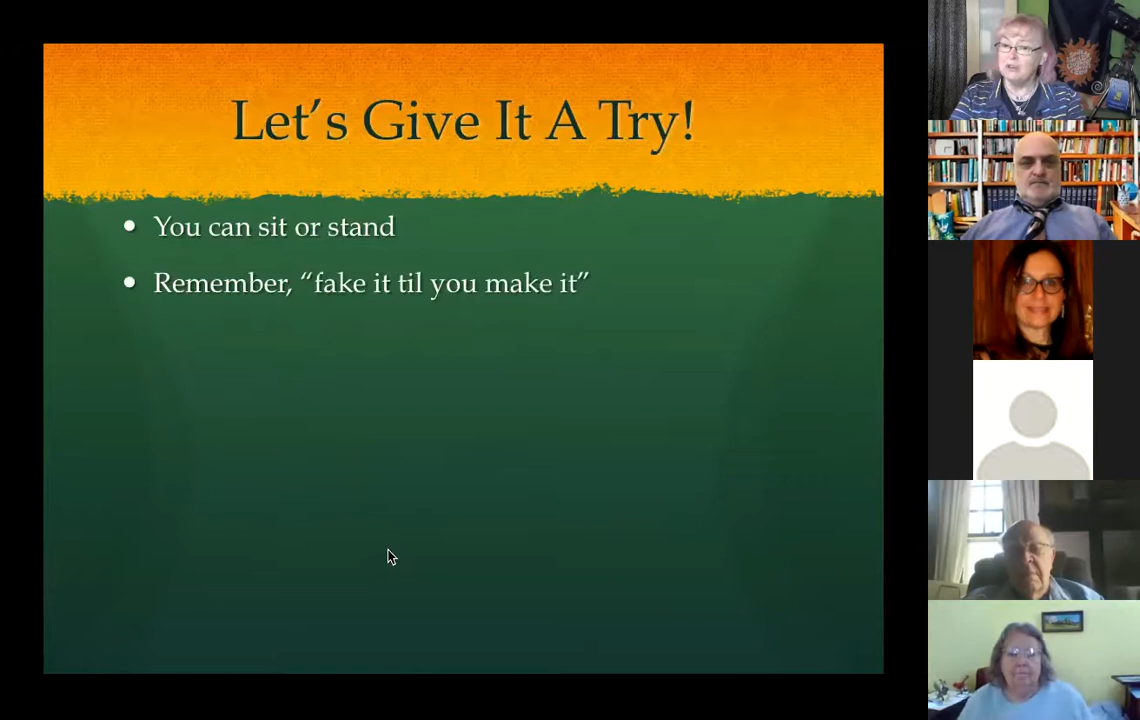 Let’s Give It A Try!
• You can sit or stand
• Remember, “fake it til you make it”